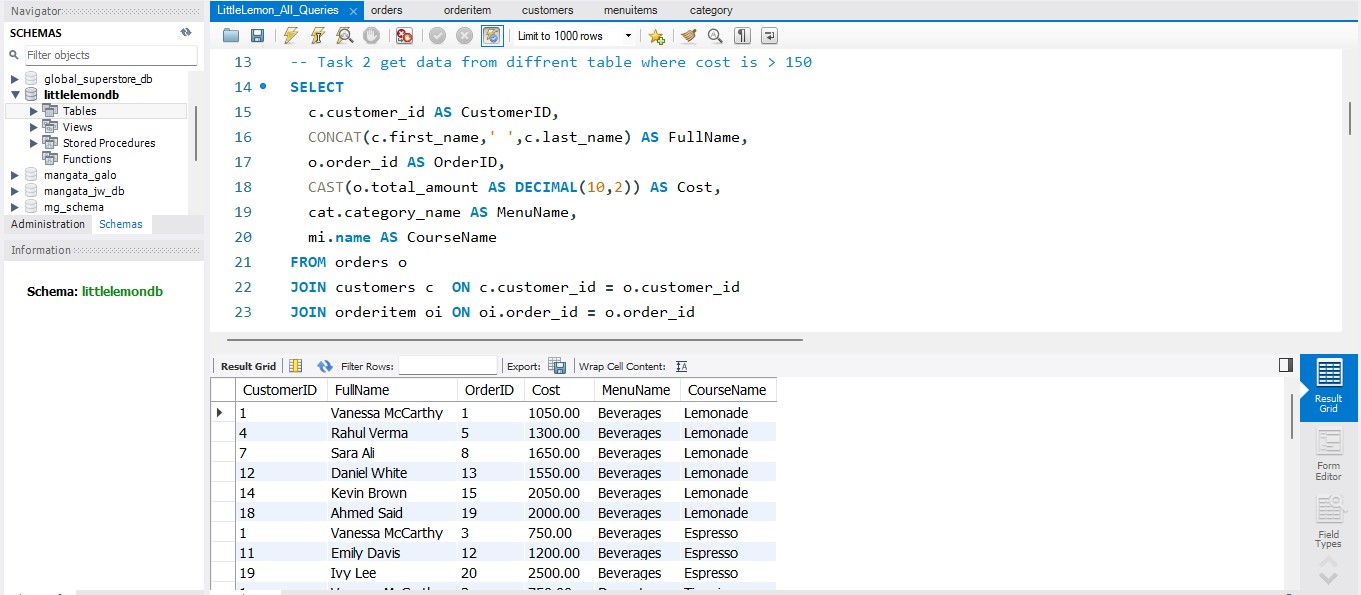 Navigator
SCHEMAS
Filter objects
global_superstore_db
littlelemondb
Tables
Views
Stored Procedures
Functions
mangata_galo
mangata_jw_db
mg_schema
Administration Schemas
Information
Schema: littlelemondb
LittleLemon_All_Queries × orders orderitem customers menuitems category
Limit to 1000 rows
13 -- Task 2 get data from diffrent table where cost is > 150
14 SELECT
15 c.customer_id AS CustomerID,
16 CONCAT(c.first_name,' ',c.last_name) AS FullName,
17 o.order_id AS OrderID,
18 CAST(o.total_amount AS DECIMAL(10,2)) AS Cost,
19 cat.category_name AS MenuName,
20 mi.name AS CourseName
21 FROM orders o
22 JOIN customers c  ON c.customer_id = o.customer_id
23 JOIN orderitem oi ON oi.order_id = o.order_id
Result Grid Filter Rows: Export: Wrap Cell Content:
CustomerID FullName OrderID Cost MenuName CourseName
1 Vanessa McCarthy 1 1050.00 Beverages Lemonade
4 Rahul Verma 5 1300.00 Beverages Lemonade
7 Sara Ali 8 1650.00 Beverages Lemonade
12 Daniel White 13 1550.00 Beverages Lemonade
14 Kevin Brown 15 2050.00 Beverages Lemonade
18 Ahmed Said 19 2000.00 Beverages Lemonade
1 Vanessa McCarthy 3 750.00 Beverages Espresso
11 Emily Davis 12 1200.00 Beverages Espresso
19 Ivy Lee 20 2500.00 Beverages Espresso
Result
Grid
Form
Editor
Field
Types